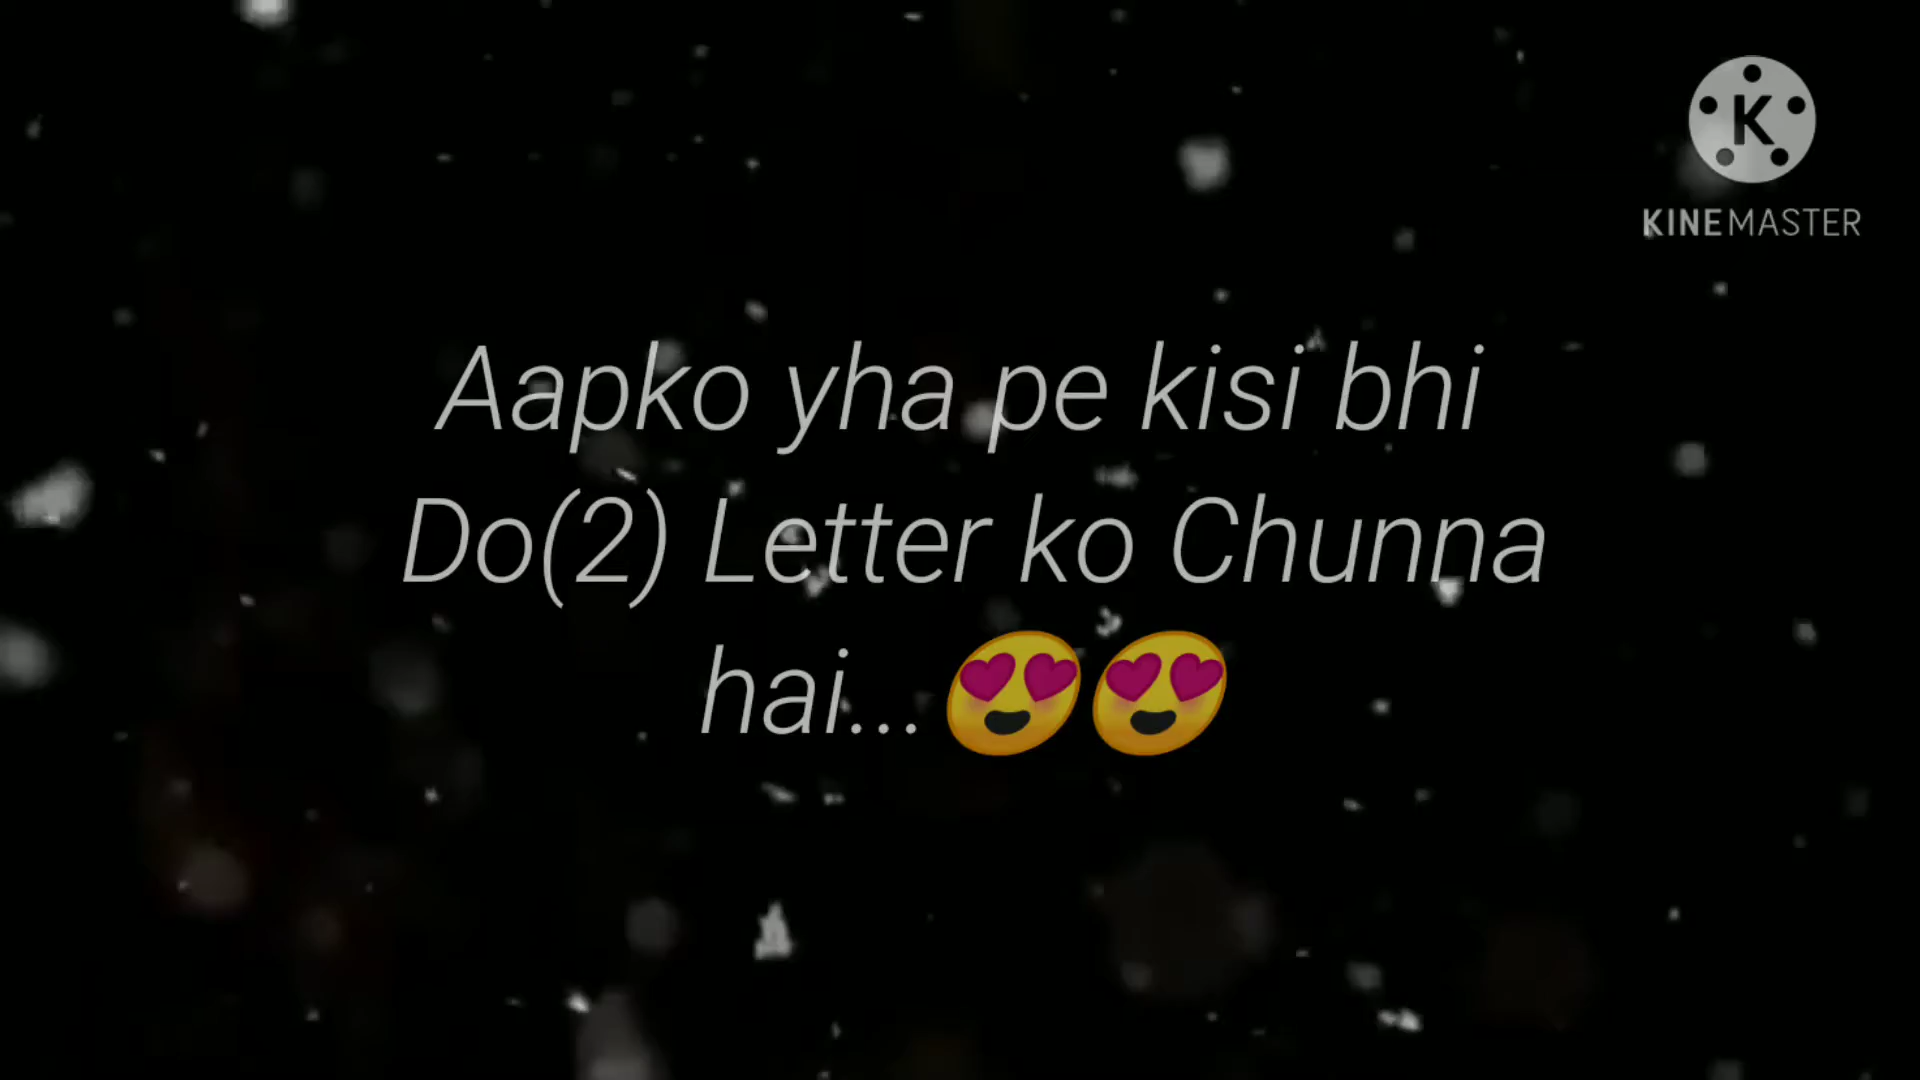 K
KINEMASTER
Aapko yha pe kisi bhi
Do(2) Letter ko Chunna
hai...😍😍